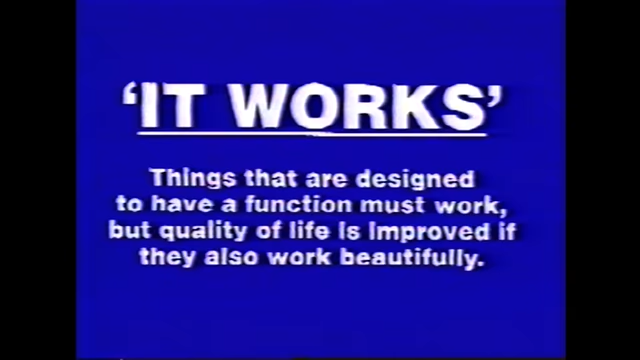 'IT WORKS'
Things that are designed
to have a function must work,
but quality of life is improved if
they also work beautifully.